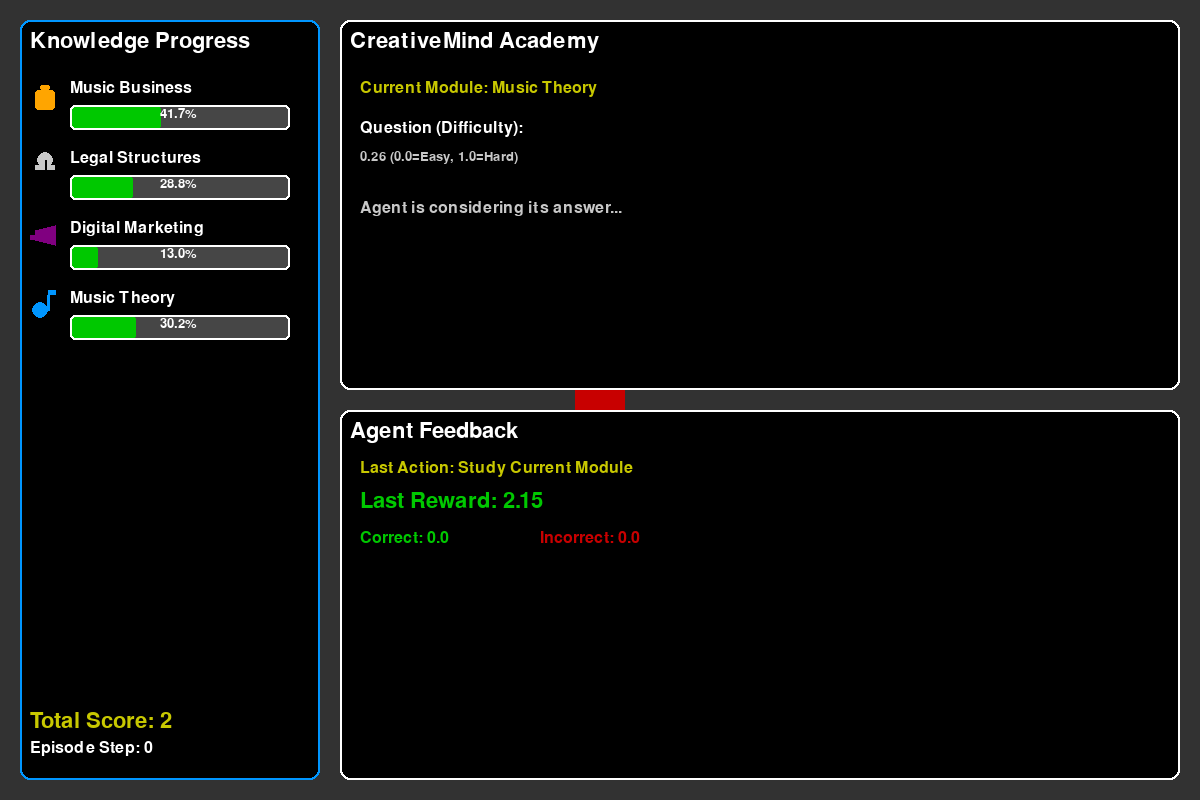 Knowledge Progress
Music Business
41.7%
Legal Structures
28.8%
Digital Marketing
13.0%
Music Theory
30.2%
Total Score: 2
Episode Step: 0
CreativeMind Academy
Current Module: Music Theory
Question (Difficulty):
0.26 (0.0=Easy, 1.0=Hard)
Agent is considering its answer...
Agent Feedback
Last Action: Study Current Module
Last Reward: 2.15
Correct: 0.0 Incorrect: 0.0